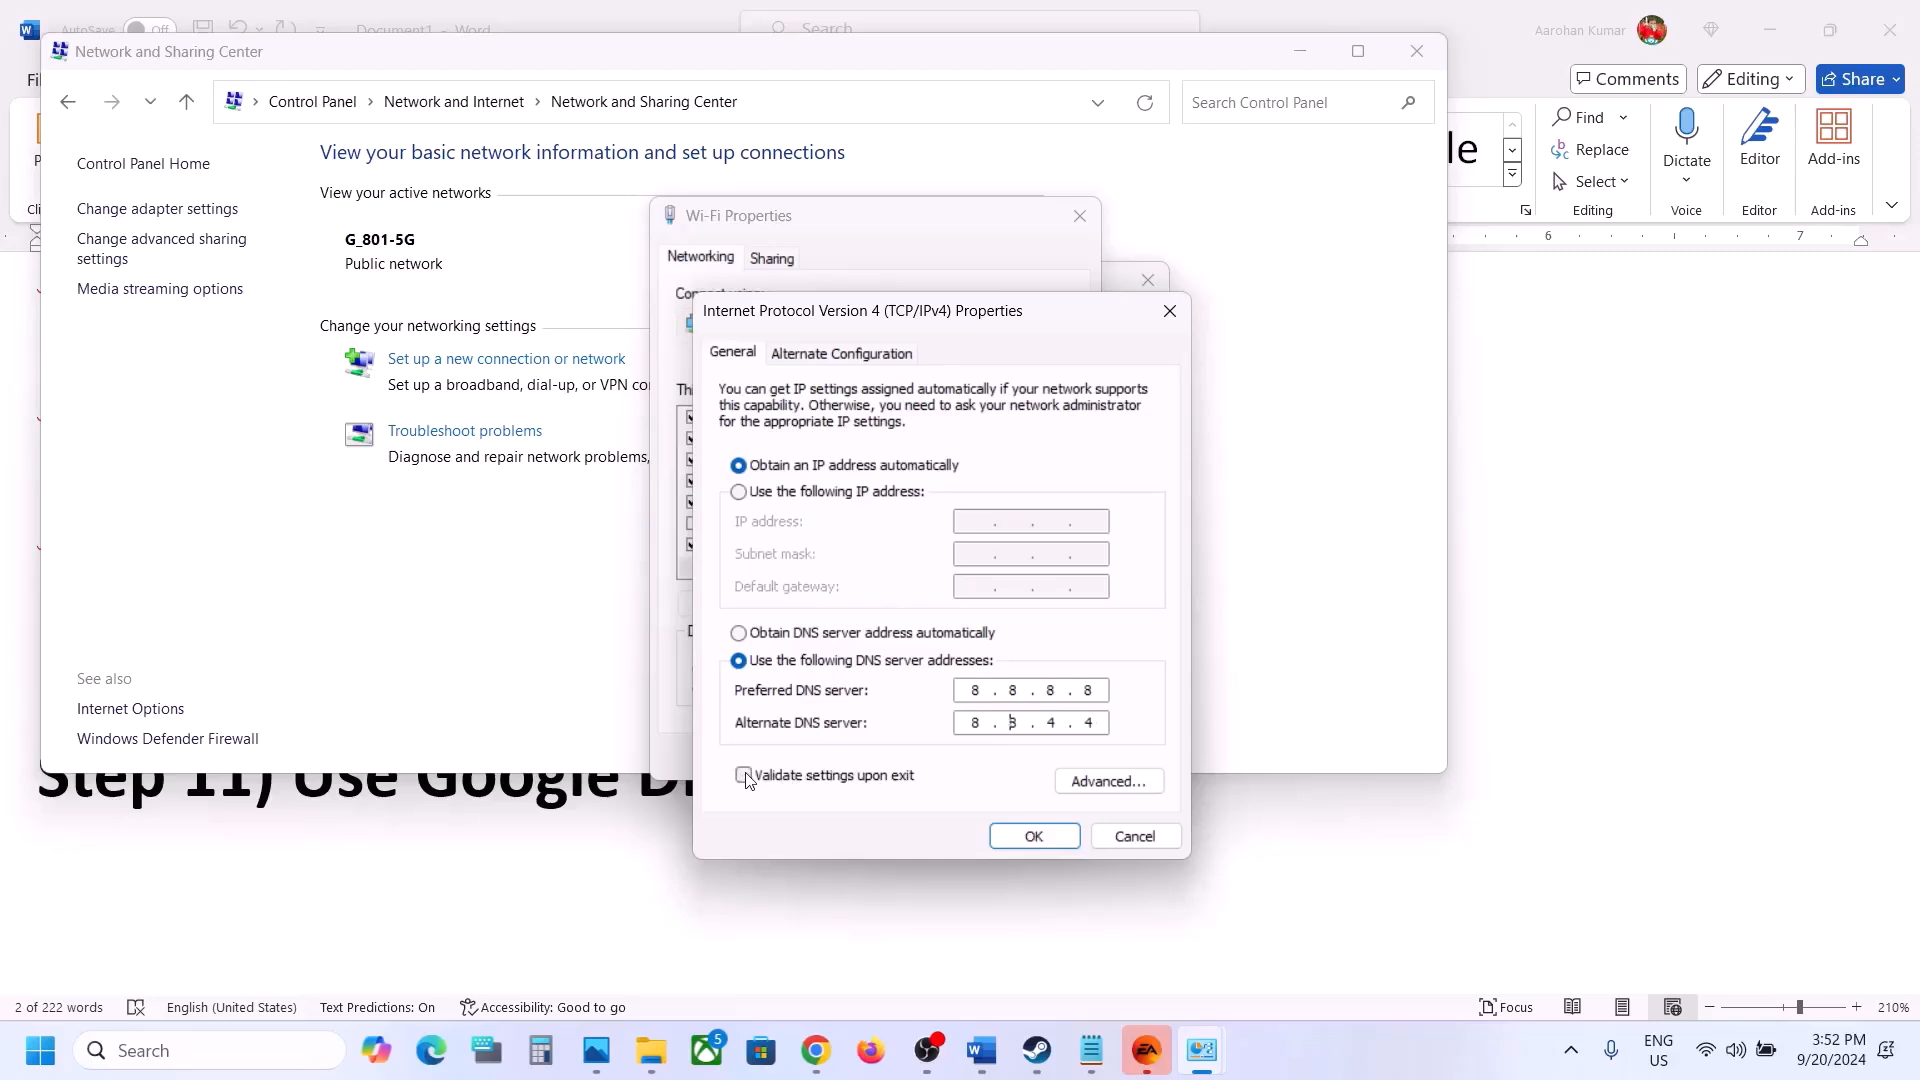 AutoSave Off Document1 - Word Search Aarohan Kumar
Network and Sharing Center
Comments Editing Share
Control Panel Network and Internet Network and Sharing Center Search Control Panel
Control Panel Home
Change adapter settings
Change advanced sharing
settings
Media streaming options
See also
Internet Options
Windows Defender Firewall
View your basic network information and set up connections
View your active networks
G_801-5G
Public network
Change your networking settings
Set up a new connection or network
Set up a broadband, dial-up, or VPN
Troubleshoot problems
Diagnose and repair network problems,
Wi-Fi Properties
Networking Sharing
Internet Protocol Version 4 (TCP/IPv4) Properties
General Alternate Configuration
You can get IP settings assigned automatically if your network supports
this capability. Otherwise, you need to ask your network administrator
for the appropriate IP settings.
Obtain an IP address automatically
Use the following IP address:
IP address: . . .
Subnet mask: . . .
Default gateway: . . .
Obtain DNS server address automatically
Use the following DNS server addresses:
Preferred DNS server: 8 . 8 . 8 . 8
Alternate DNS server: 8 . 8 . 4 . 4
Validate settings upon exit
Advanced...
OK Cancel
Find
Replace
Select
Editing
Dictate
Voice
Editor
Editor
Add-ins
Add-ins
6 7
Step 11) Use Google
2 of 222 words English (United States) Text Predictions: On Accessibility: Good to go Focus 210%
Search
5
ENG
US
3:52 PM
9/20/2024